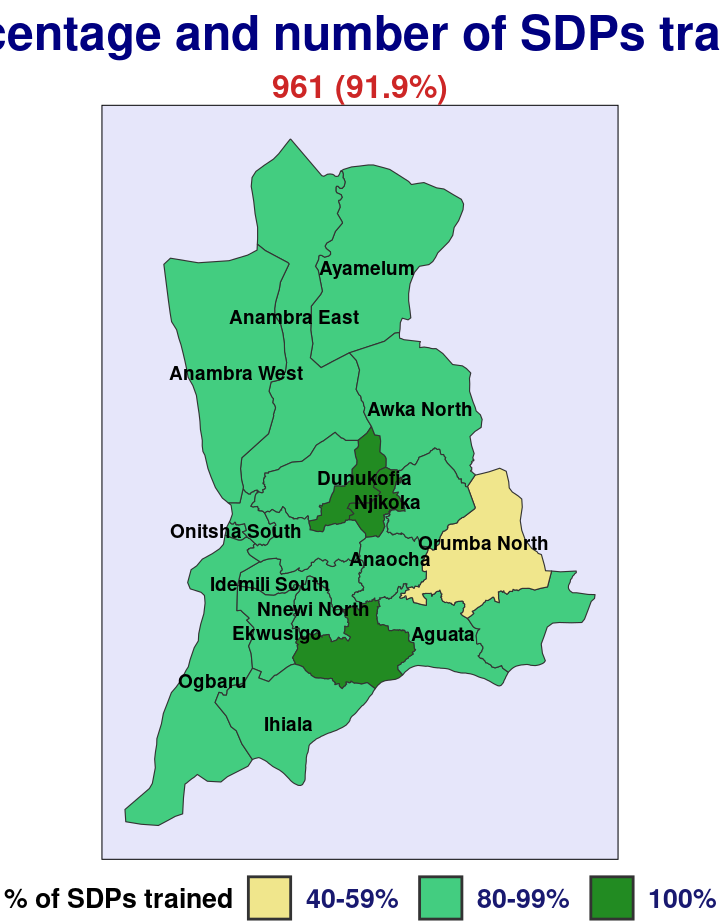 centage and number of SDPs tra
961 (91.9%)
Ayamelum
Anambra East
Anambra West
Awka North
Dunukofia
Njikoka
Onitsha South
Orumba North
Anaocha
Idemili South
Nnewi North
Ekwusigo
Aguata
Ogbaru
Ihiala
% of SDPs trained 40-59% 80-99% 100%